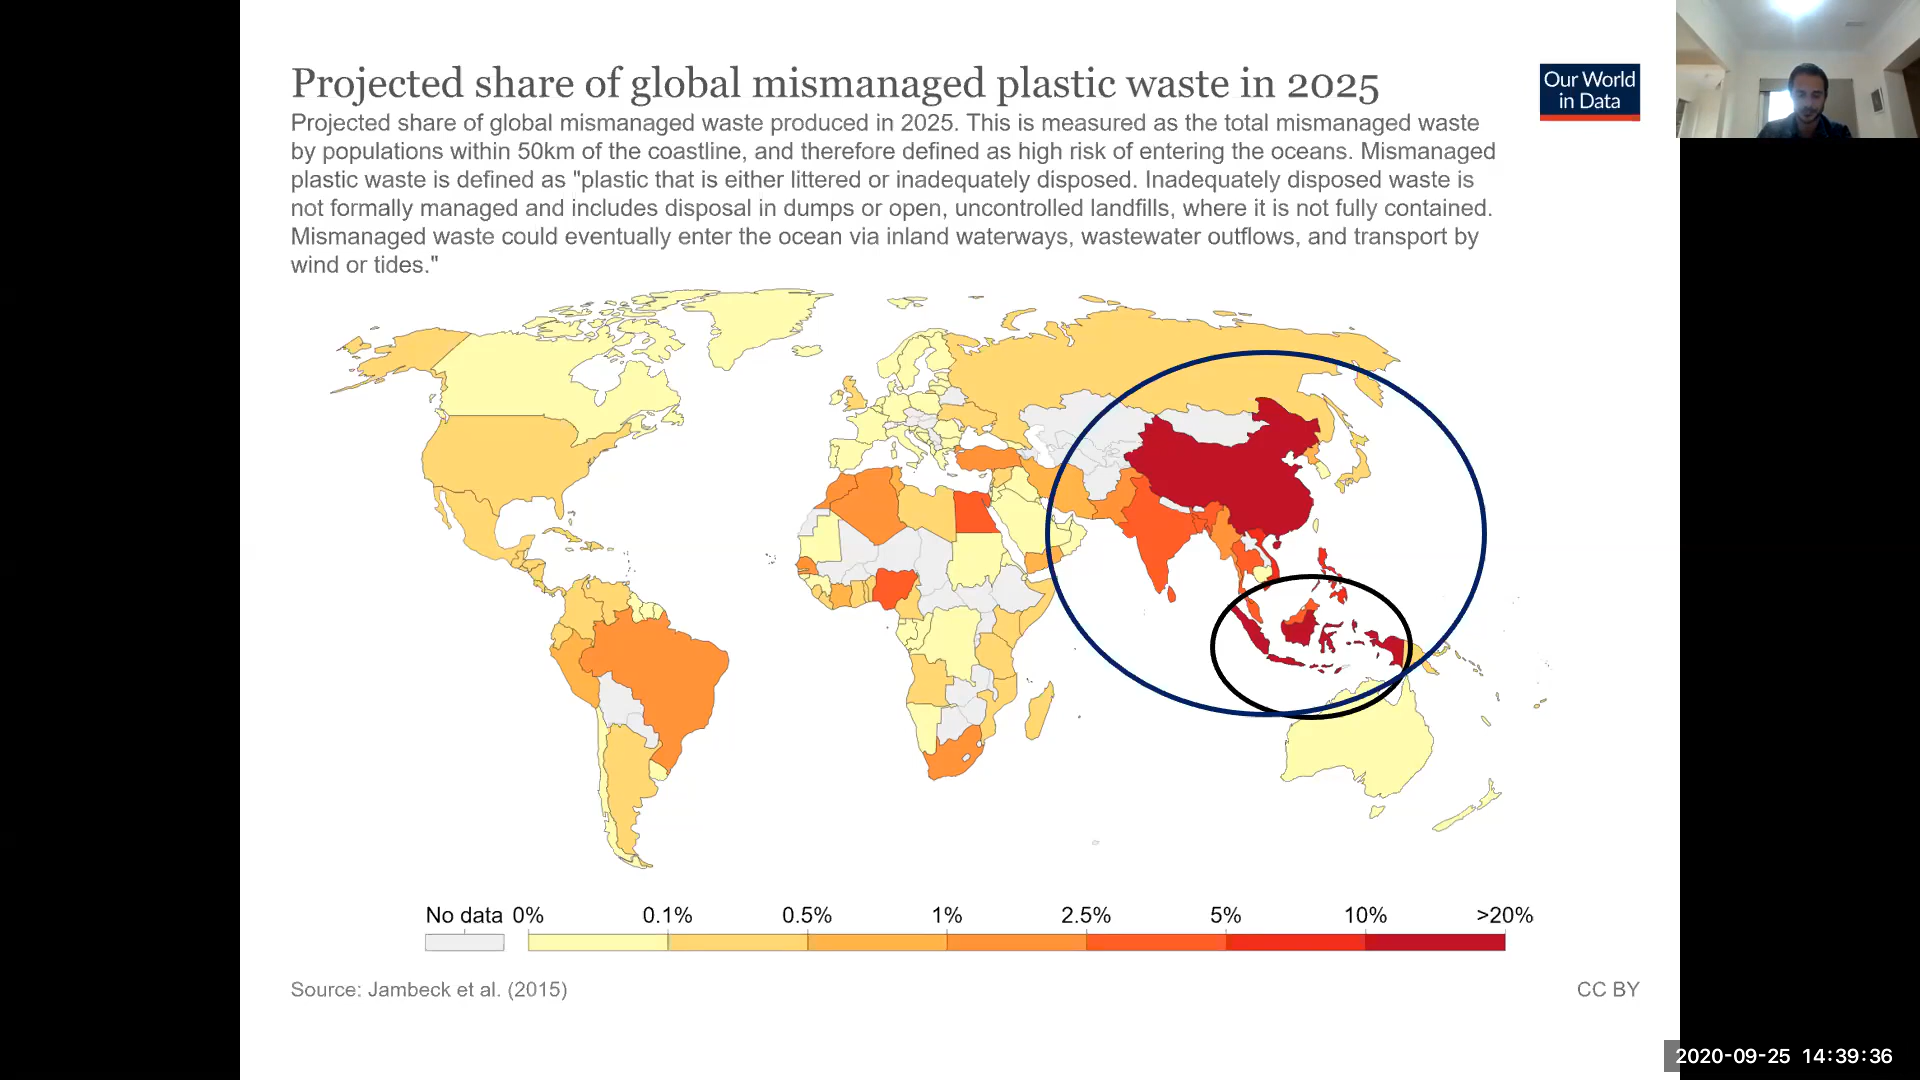 Projected share of global mismanaged plastic waste in 2025
Our World
in Data
Projected share of global mismanaged waste produced in 2025. This is measured as the total mismanaged waste
by populations within 50km of the coastline, and therefore defined as high risk of entering the oceans. Mismanaged
plastic waste is defined as "plastic that is either littered or inadequately disposed. Inadequately disposed waste is
not formally managed and includes disposal in dumps or open, uncontrolled landfills, where it is not fully contained.
Mismanaged waste could eventually enter the ocean via inland waterways, wastewater outflows, and transport by
wind or tides."
No data 0% 0.1% 0.5% 1% 2.5% 5% 10% >20%
Source: Jambeck et al. (2015)
CC BY
2020-09-25 14:39:36